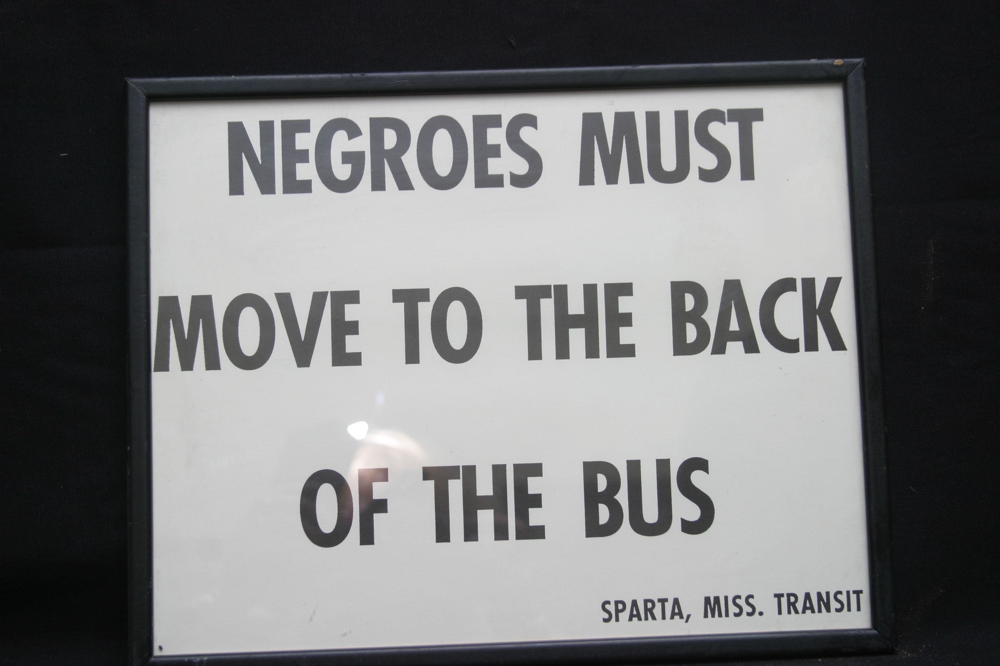 NEGROES MUST
MOVE TO THE BACK
OF THE BUS
SPARTA, MISS. TRANSIT